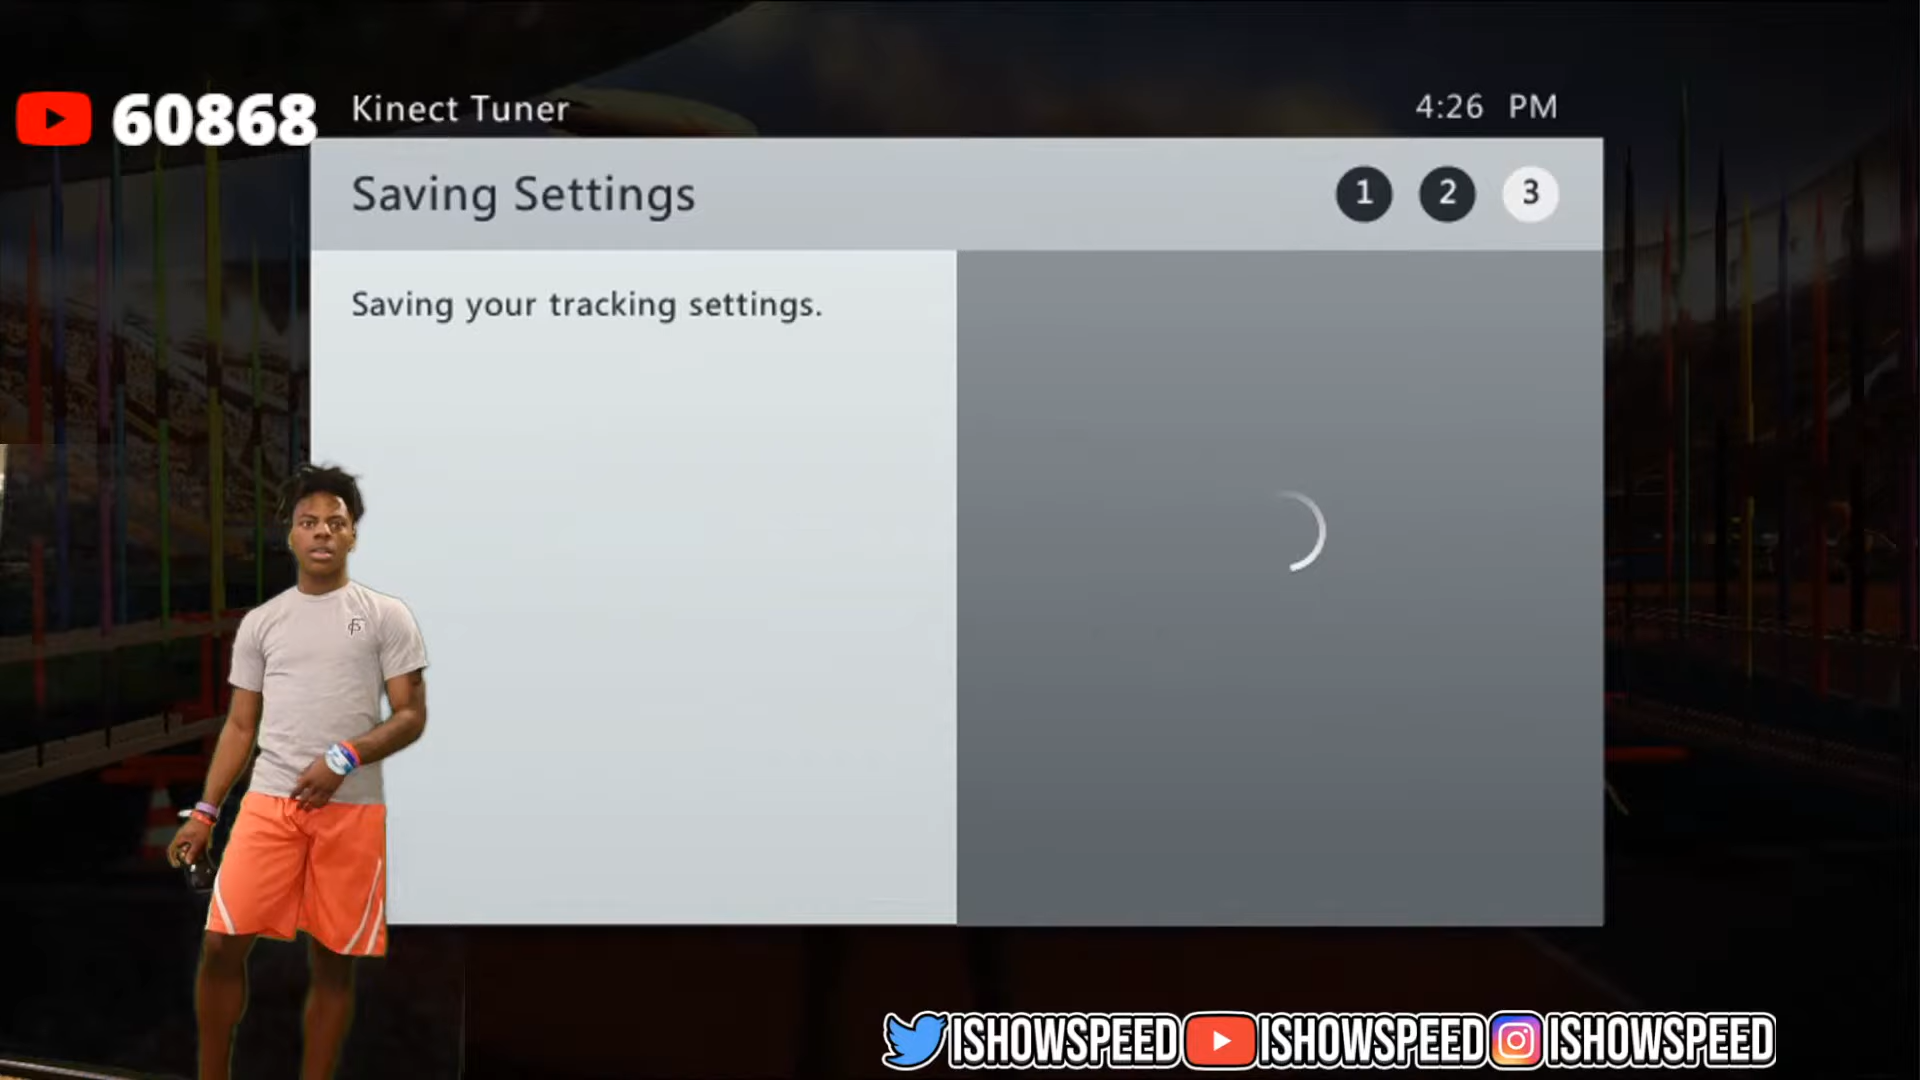 60868
Kinect Tuner
4:26 PM
Saving Settings
1 2 3
Saving your tracking settings.
ISHOWSPEED ISHOWSPEED ISHOWSPEED